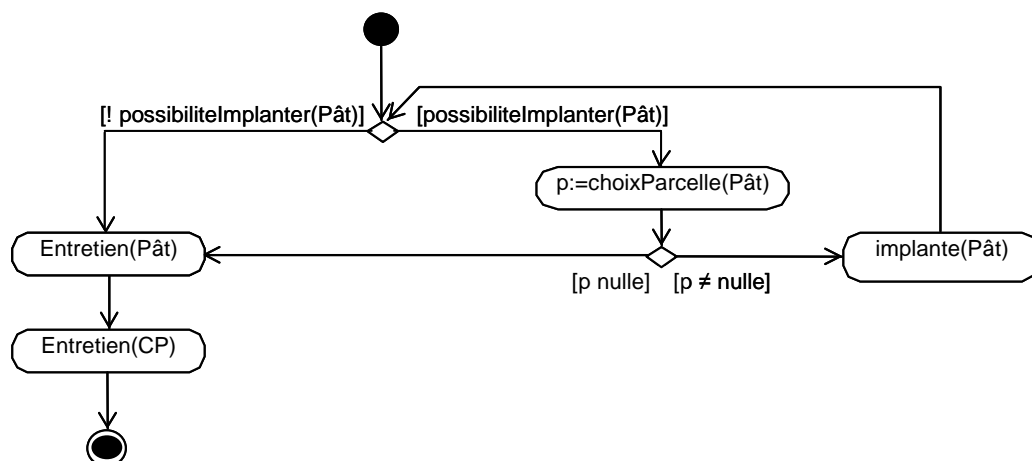 [! possibiliteImplanter(Pât)] [possibiliteImplanter(Pât)]
p:=choixParcelle(Pât)
Entretien(Pât)
implante(Pât)
[p nulle] [p ≠ nulle]
Entretien(CP)